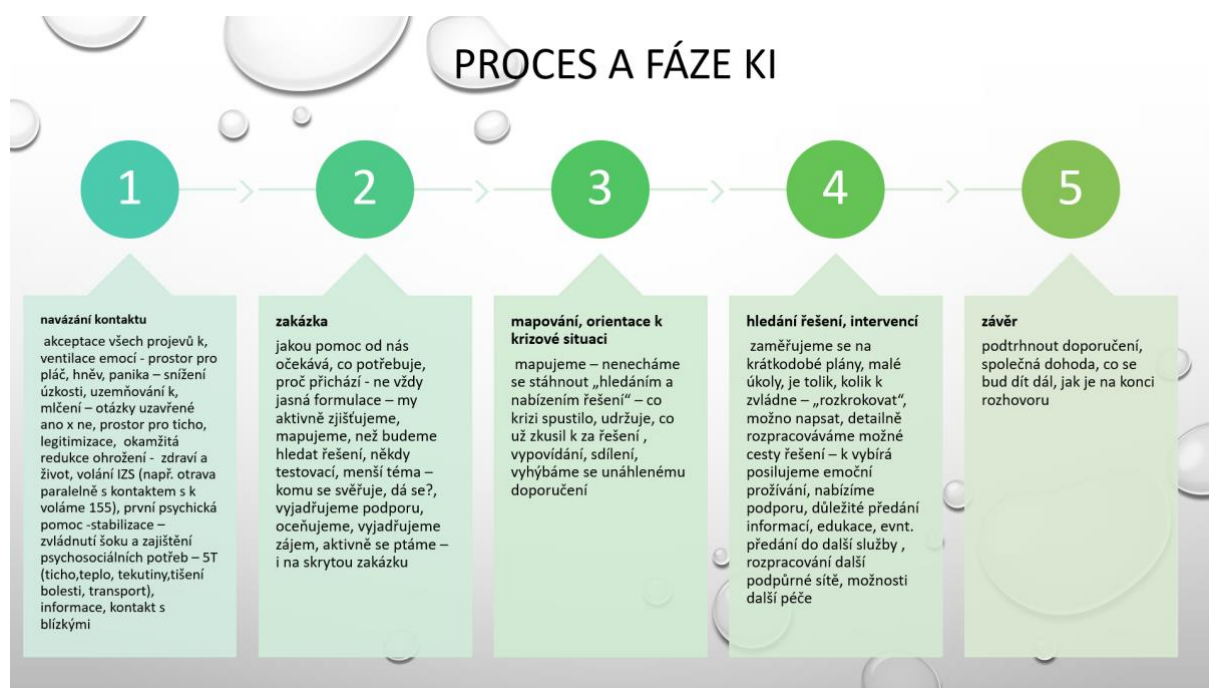 PROCES A FÁZE KI
1
2
3
4
5
navázání kontaktu
akceptace všech projevů k,
ventilace emocí - prostor pro
pláč, hněv, panika – snížení
úzkosti, uzemňování k,
mlčení – otázky uzavřené
ano x ne, prostor pro ticho,
legitimizace, okamžitá
redukce ohrožení - zdraví a
život, volání IZS (např. otrava
paralelně s kontaktem s k
voláme 155), první psychická
pomoc -stabilizace –
zvládnutí šoku a zajištění
psychosociálních potřeb – 5T
(ticho,teplo, tekutiny,tišení
bolesti, transport),
informace, kontakt s
blízkými
zakázka
jakou pomoc od nás
očekává, co potřebuje,
proč přichází - ne vždy
jasná formulace – my
aktivně zjišťujeme,
mapujeme, než budeme
hledat řešení, někdy
testovací, menší téma –
komu se svěřuje, dá se?,
vyjadřujeme podporu,
oceňujeme, vyjadřujeme
zájem, aktivně se ptáme –
i na skrytou zakázku
mapování, orientace k
krizové situaci
mapujeme – nenecháme
se stáhnout „hledáním a
nabízením řešení“ – co
krizi spustilo, udržuje, co
už zkusil k za řešení ,
vypovídání, sdílení,
vyhýbáme se unáhlenému
doporučení
hledání řešení, intervencí
zaměřujeme se na
krátkodobé plány, malé
úkoly, je tolik, kolik k
zvládne – „rozkrokovat“,
možno napsat, detailně
rozpracováváme možné
cesty řešení – k vybírá
posilujeme emoční
prožívání, nabízíme
podporu, důležité předání
informací, edukace, evnt.
předání do další služby ,
rozpracování další
podpůrné sítě, možnosti
další péče
závěr
podtrhnout doporučení,
společná dohoda, co se
bud dít dál, jak je na konci
rozhovoru